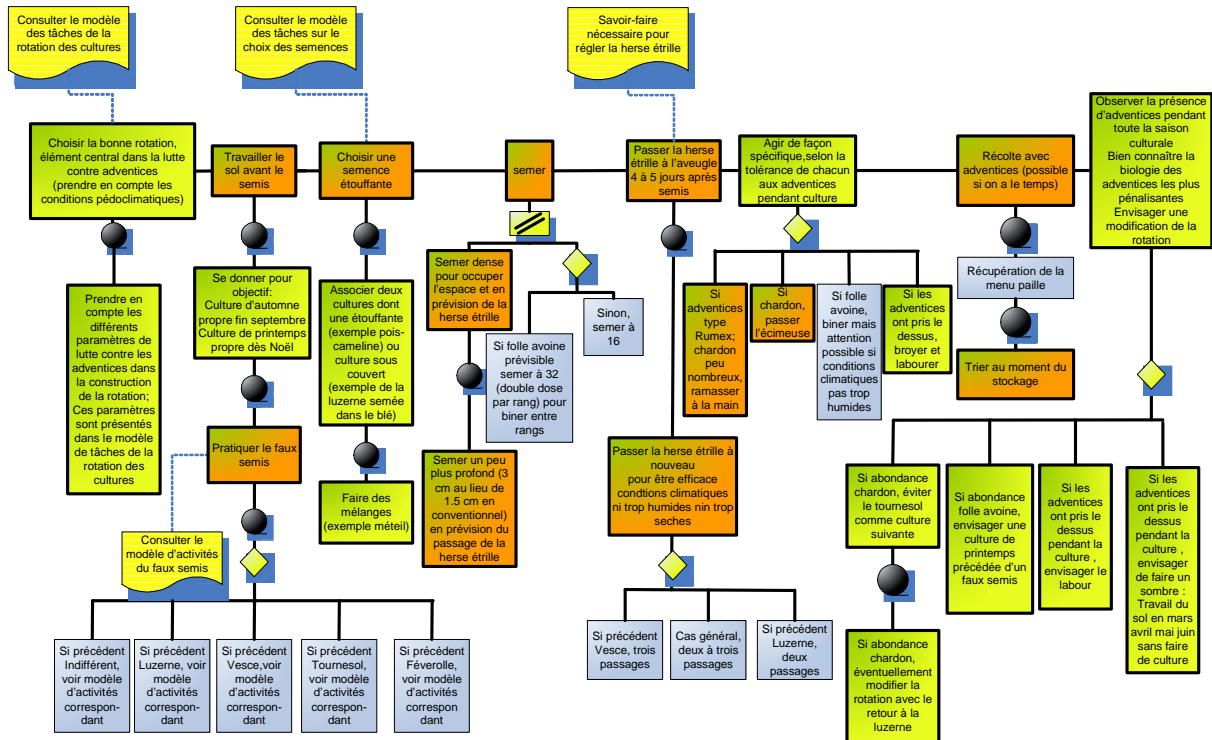 Consulter le modèle
des tâches de la
rotation des cultures
Consulter le modèle
des tâches sur le
choix des semences
Savoir-faire
nécessaire pour
régler la herse étrille
Choisir la bonne rotation,
élément central dans la lutte
contre adventices
(prendre en compte les
conditions pédoclimatiques)
Travailler le
sol avant le
semis
Choisir une
semence
étouffante
semer
Passer la herse
étrille à l'aveugle
4 à 5 jours après
semis
Agir de façon
spécifique,selon la
tolérance de chacun
aux adventices
pendant culture
Récolte avec
adventices (possible
si on a le temps)
Observer la présence
d'adventices pendant
toute la saison
culturale
Bien connaître la
biologie des
adventices les plus
pénalisantes
Envisager une
modification de la
rotation
Prendre en
compte les
différents
paramètres de
lutte contre les
adventices dans
la construction
de la rotation;
Ces paramètres
sont présentés
dans le modèle
de tâches de la
rotation des
cultures
Se donner pour
objectif:
Culture d'automne
propre fin septembre
Culture de printemps
propre dès Noël
Pratiquer le faux
semis
Consulter le
modèle d'activités
du faux semis
Si précédent
Indifférent,
voir modèle
d'activités
correspon-
dant
Si précédent
Luzerne, voir
modèle
d'activités
correspon-
dant
Si précédent
Vesce,voir
modèle
d'activités
correspon-
dant
Si précédent
Tournesol,
voir modèle
d'activités
correspon-
dant
Si précédent
Féverolle,
voir modèle
d'activités
correspon
dant
Associer deux
cultures dont
une étouffante
(exemple pois-
cameline) ou
culture sous
couvert
(exemple de la
luzerne semée
dans le blé)
Faire des
mélanges
(exemple méteil)
Semer dense
pour occuper
l'espace et en
prévision de la
herse étrille
Semer un peu
plus profond (3
cm au lieu de
1.5 cm en
conventionnel)
en prévision du
passage de la
herse étrille
Si folle avoine
prévisible
semer à 32
(double dose
par rang) pour
biner entre
rangs
Sinon,
semer à
16
Passer la herse étrille à
nouveau
pour être efficace
condtions climatiques
ni trop humides nin trop
seches
Si précédent
Vesce, trois
passages
Cas général,
deux à trois
passages
Si précédent
Luzerne,
deux
passages
Si
adventices
type
Rumex;
chardon
peu
nombreux,
ramasser
à la main
Si
chardon,
passer
l'écimeuse
Si folle
avoine,
biner mais
attention
possible si
conditions
climatiques
pas trop
humides
Si les
adventices
ont pris le
dessus,
broyer et
labourer
Récupération de la
menu paille
Trier au moment du
stockage
Si abondance
chardon, éviter
le tournesol
comme culture
suivante
Si abondance
chardon,
éventuellement
modifier la
rotation avec le
retour à la
luzerne
Si abondance
folle avoine,
envisager une
culture de
printemps
précédée d'un
faux semis
Si les
adventices
ont pris le
dessus
pendant la
culture ,
envisager le
labour
Si les
adventices
ont pris le
dessus
pendant la
culture ,
envisager
de faire un
sombre :
Travail du
sol en mars
avril mai juin
sans faire
de culture